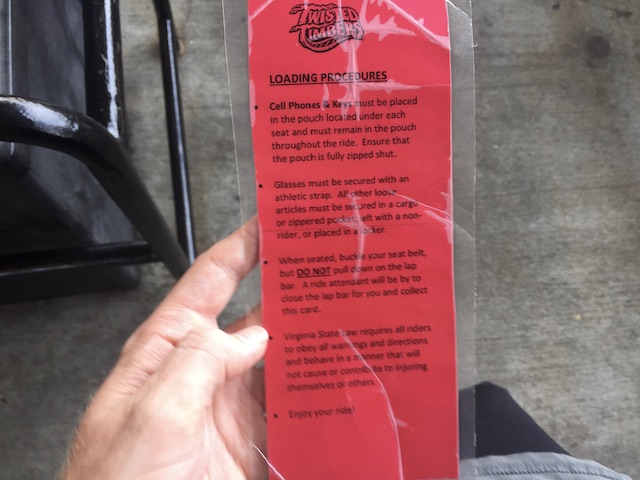 TWISTED
TIMBERS
LOADING PROCEDURES
• Cell Phones & Keys must be placed
in the pouch located under each
seat and must remain in the pouch
throughout the ride. Ensure that
the pouch is fully zipped shut.
• Glasses must be secured with an
athletic strap. All other loose
articles must be secured in a cargo
or zippered pocket, left with a non-
rider, or placed in a locker.
• When seated, buckle your seat belt,
but DO NOT pull down on the lap
bar. A ride attendant will be by to
close the lap bar for you and collect
this card.
• Virginia State Law requires all riders
to obey all warnings and directions
and behave in a manner that will
not cause or contribute to injuring
themselves or others.
• Enjoy your ride!